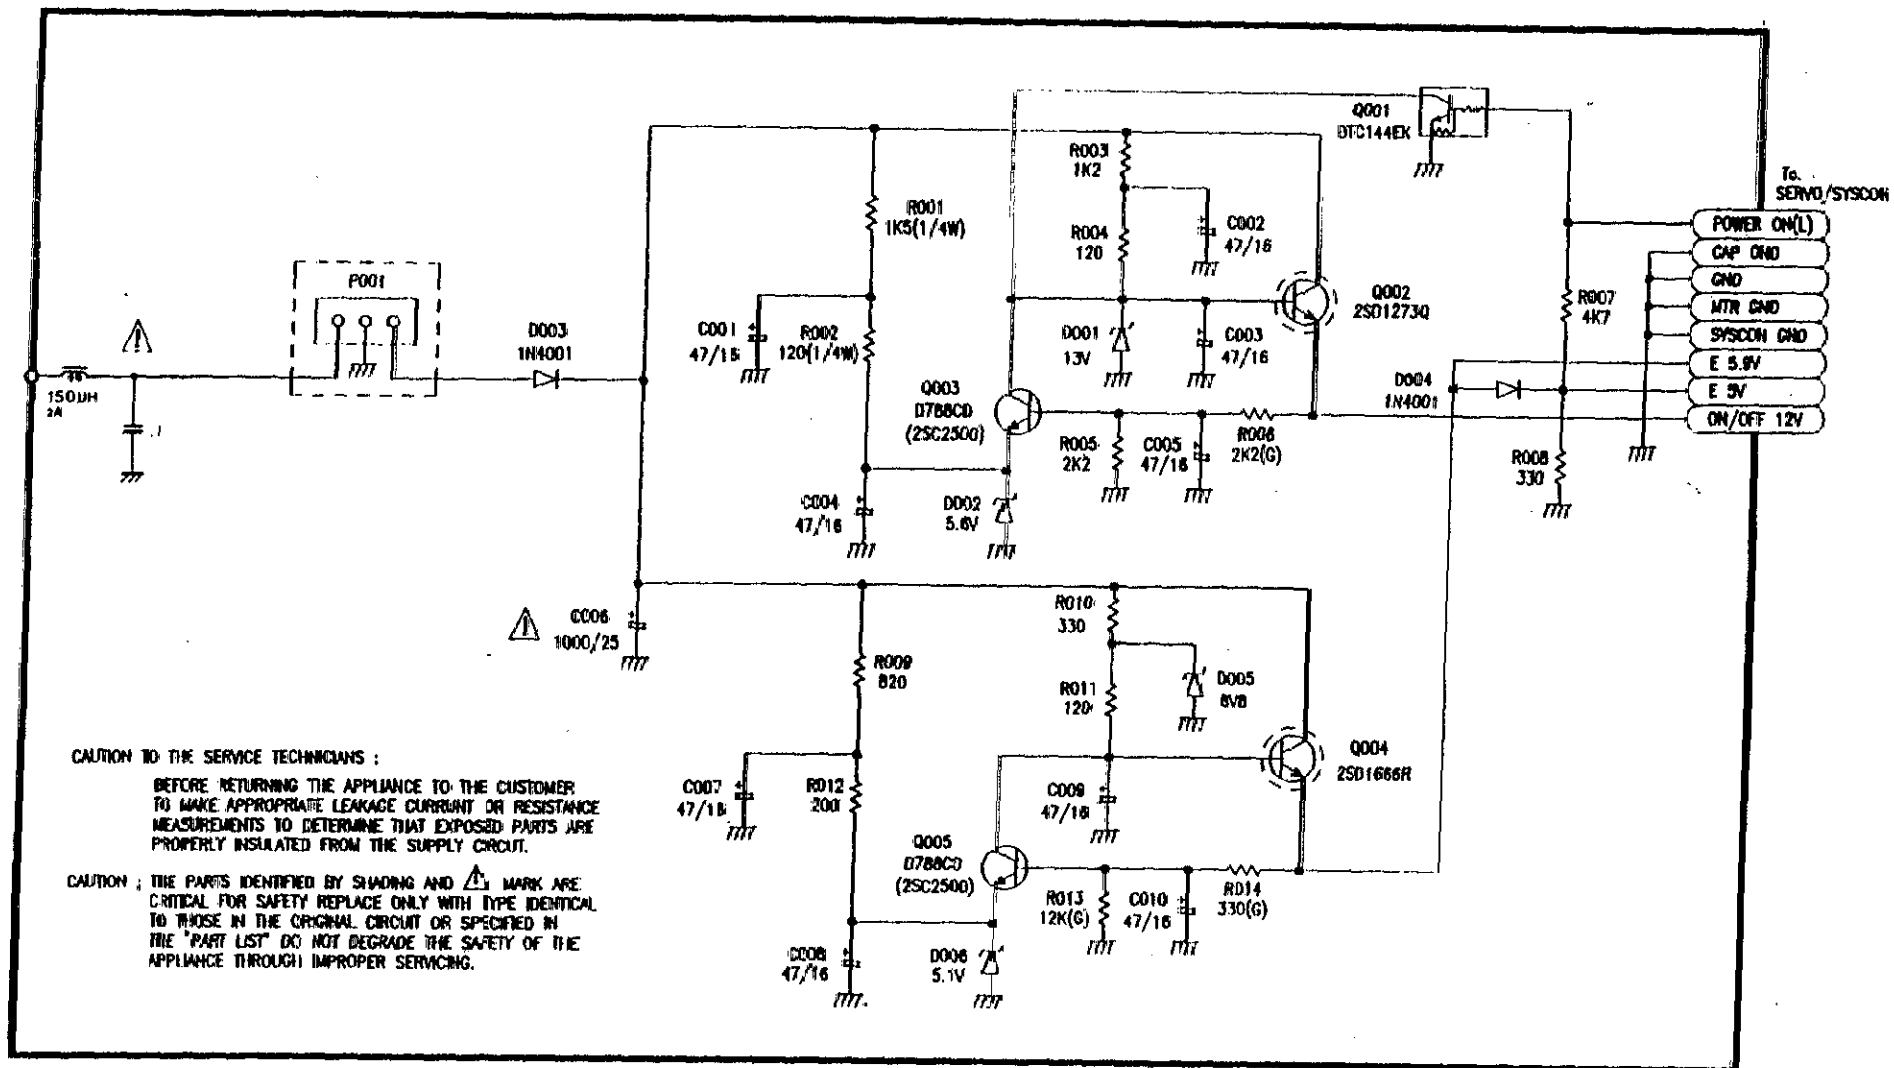 Q001
DTC144EK
To.
SERVO/SYSCON
R003
1K2
R001
1K5(1/4W)
C002
47/16
R004
120
POWER ON(L)
CAP GND
GND
MTR GND
SYSCON GND
E 5.9V
E 5V
ON/OFF 12V
P001
Q002
2SD1273Q
R007
4K7
D003
1N4001
C001
47/16
R002
120(1/4W)
D001
13V
C003
47/16
150UH
2A
.1
Q003
D788CD
(2SC2500)
D004
1N4001
R005
2K2
C005
47/16
R006
2K2(G)
R008
330
C004
47/16
D002
5.6V
C006
1000/25
R010
330
R009
820
R011
120
D005
Q004
2SD1666R
CAUTION TO THE SERVICE TECHNICIANS :
BEFORE RETURNING THE APPLIANCE TO THE CUSTOMER
TO MAKE APPROPRIATE LEAKAGE CURRUNT OR RESISTANCE
MEASUREMENTS TO DETERMINE THAT EXPOSED PARTS ARE
PROPERLY INSULATED FROM THE SUPPLY CIRCUT.
C007
47/16
R012
200
C009
47/16
Q005
D788CD
(2SC2500)
R013
12K(G)
C010
47/16
R014
330(G)
CAUTION ; THE PARTS IDENTIFIED BY SHADING AND ⚠ MARK ARE
CRITICAL FOR SAFETY REPLACE ONLY WITH TYPE IDENTICAL
TO THOSE IN THE ORIGINAL CIRCUIT OR SPECIFIED IN
THE "PART LIST" DO NOT DEGRADE THE SAFETY OF THE
APPLIANCE THROUGH IMPROPER SERVICING.
C008
47/16
D006
5.1V